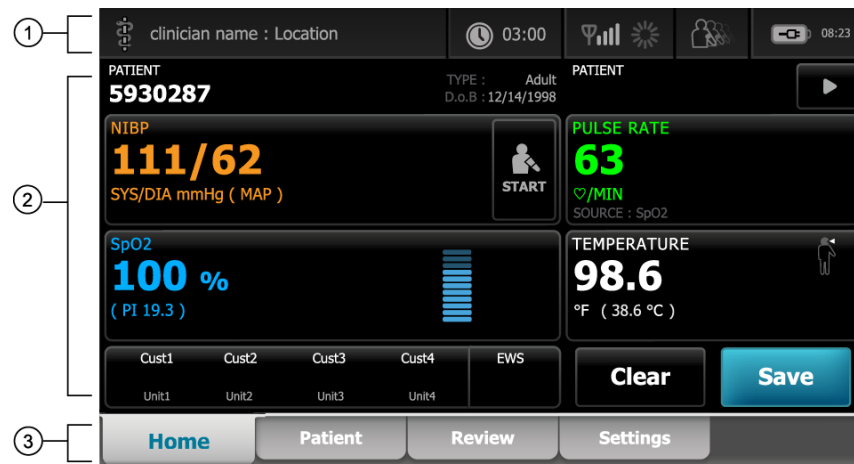 1
clinician name : Location
03:00
08:23
2
PATIENT
5930287
TYPE : Adult
D.o.B : 12/14/1998
PATIENT
NIBP
111/62
SYS/DIA mmHg ( MAP )
START
PULSE RATE
63
♡/MIN
SOURCE : SpO2
SpO2
100 %
( PI 19.3 )
TEMPERATURE
98.6
°F ( 38.6 °C )
Cust1 Cust2 Cust3 Cust4 EWS
Unit1 Unit2 Unit3 Unit4
Clear
Save
3
Home Patient Review Settings